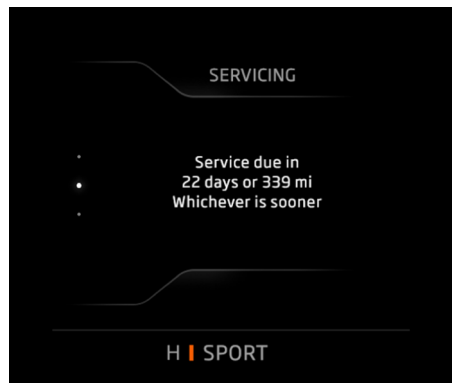 SERVICING
Service due in
22 days or 339 mi
Whichever is sooner
H SPORT